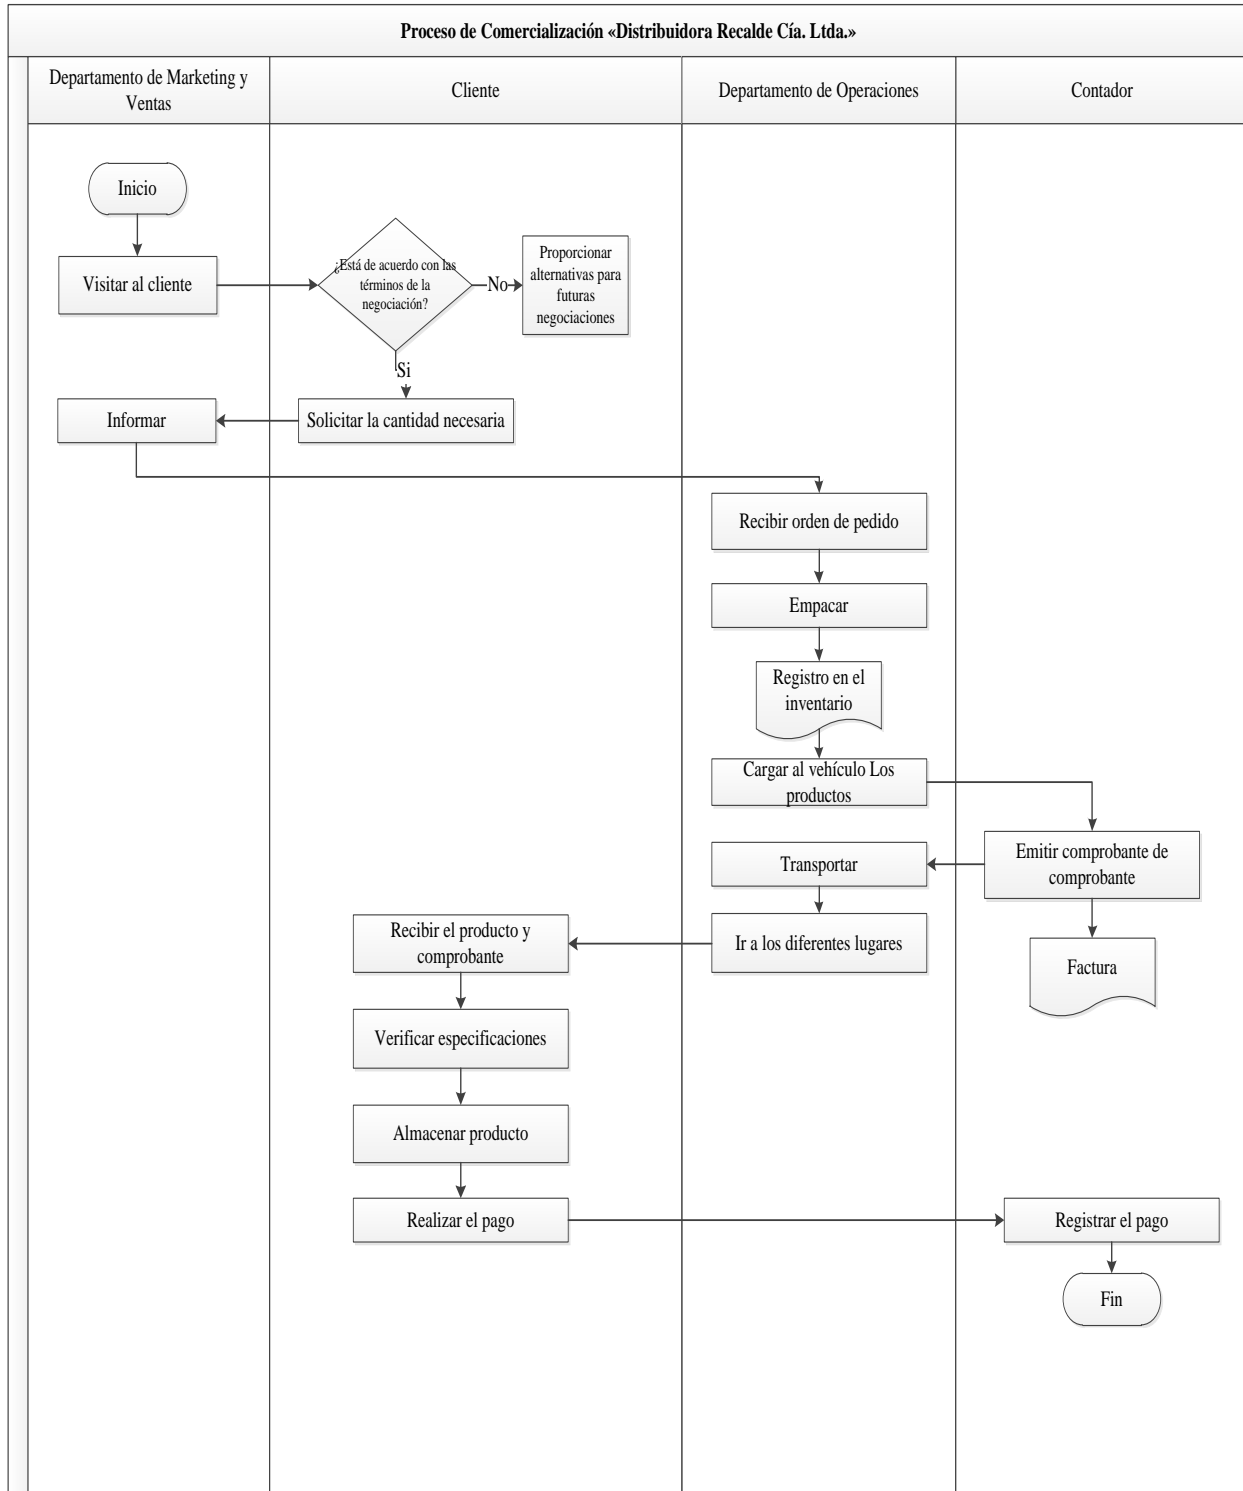 Proceso de Comercialización «Distribuidora Recalde Cía. Ltda.»
Departamento de Marketing y
Ventas
Cliente
Departamento de Operaciones
Contador
Inicio
Visitar al cliente
¿Está de acuerdo con las
términos de la
negociación?
No
Proporcionar
alternativas para
futuras
negociaciones
Si
Informar
Solicitar la cantidad necesaria
Recibir orden de pedido
Empacar
Registro en el
inventario
Cargar al vehículo Los
productos
Emitir comprobante de
comprobante
Transportar
Ir a los diferentes lugares
Factura
Recibir el producto y
comprobante
Verificar especificaciones
Almacenar producto
Realizar el pago
Registrar el pago
Fin